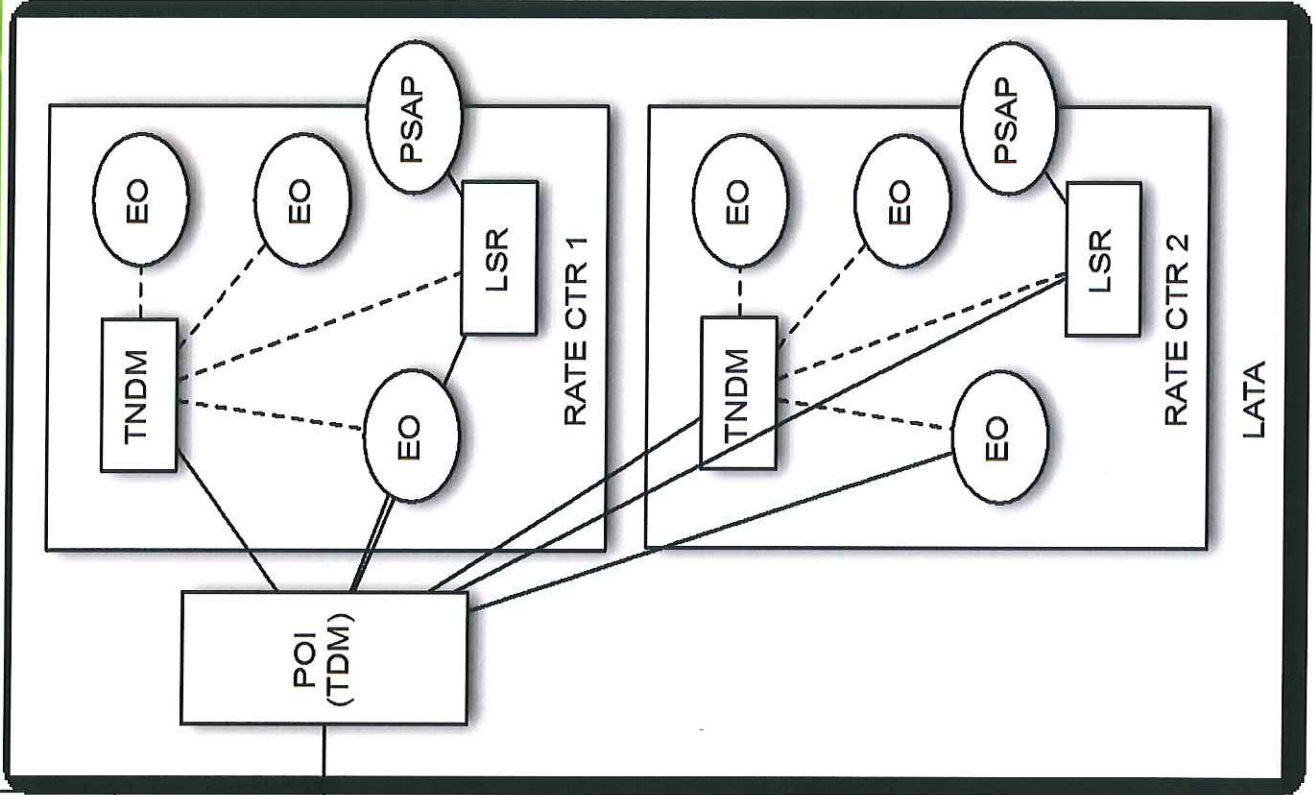 PSAP
EO
EO
LSR
TNDM
EO
RATE CTR 1
POI
(TDM)
PSAP
EO
EO
LSR
TNDM
EO
RATE CTR 2
LATA